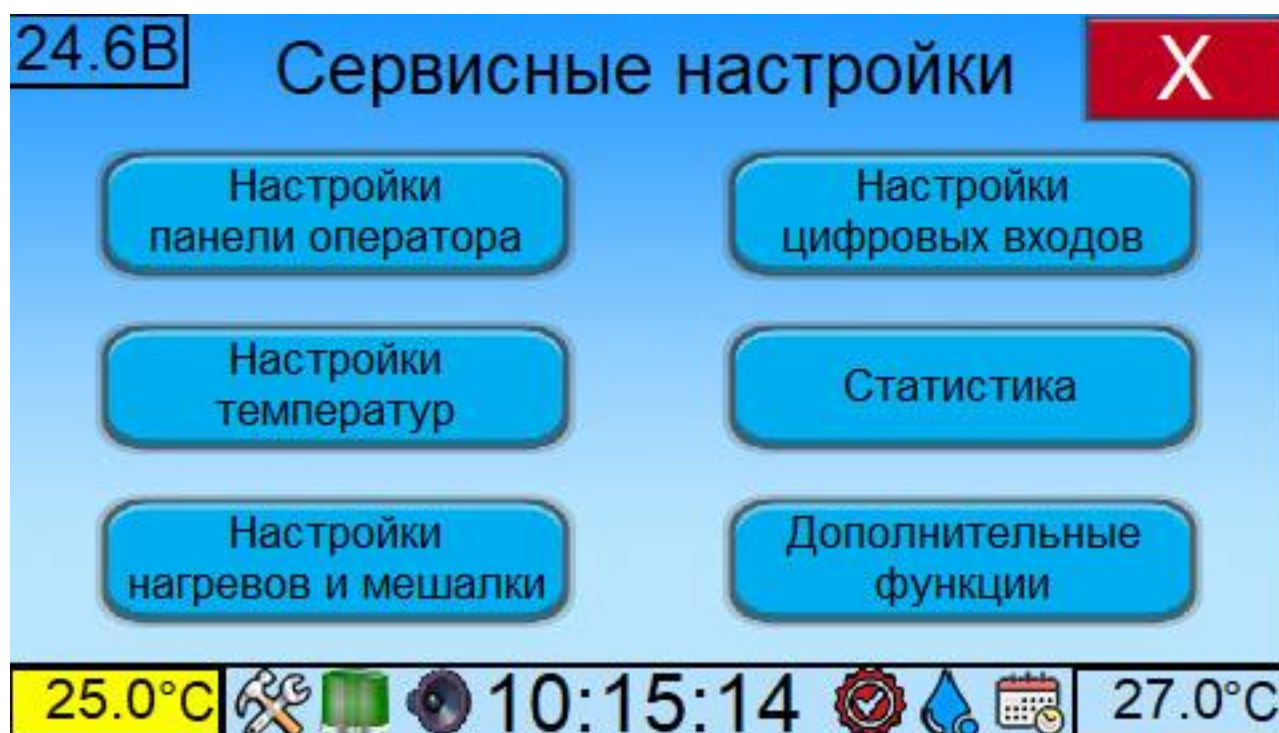 24.6В
Сервисные настройки
X
Настройки
панели оператора
Настройки
цифровых входов
Настройки
температур
Статистика
Настройки
нагревов и мешалки
Дополнительные
функции
25.0°C
10:15:14
27.0°C